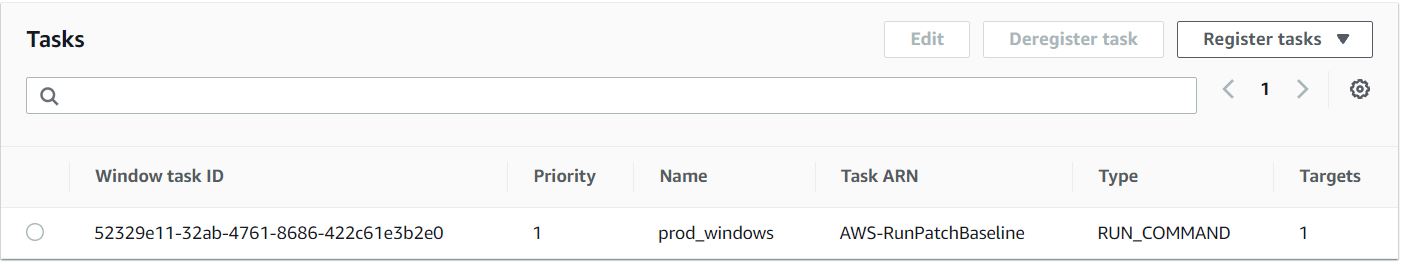 Tasks
Edit
Deregister task
Register tasks
1
Window task ID Priority Name Task ARN Type Targets
52329e11-32ab-4761-8686-422c61e3b2e0 1 prod_windows AWS-RunPatchBaseline RUN_COMMAND 1